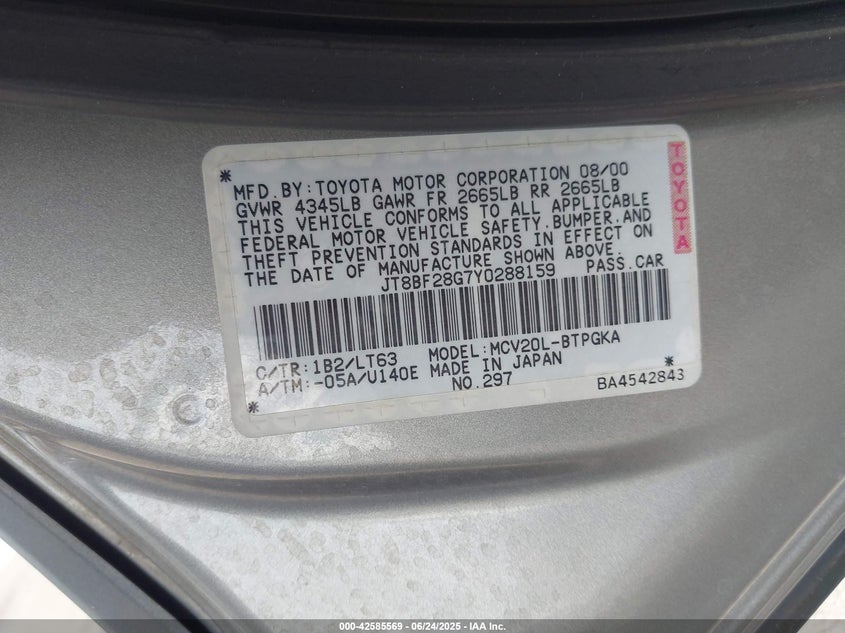 MFD.BY:TOYOTA MOTOR CORPORATION 08/00
GVWR 4345LB GAWR FR 2665LB RR 2665LB
THIS VEHICLE CONFORMS TO ALL APPLICABLE
FEDERAL MOTOR VEHICLE SAFETY,BUMPER,AND
THEFT PREVENTION STANDARDS IN EFFECT ON
THE DATE OF MANUFACTURE SHOWN ABOVE.
JT8BF28G7Y0288159 PASS.CAR
TOYOTA
C/TR:1B2/LT63 MODEL:MCV20L-BTPGKA
A/TM:-05A/U140E MADE IN JAPAN
NO.297 BA4542843
000-42585569 | 06/24/2025 - IAA Inc.